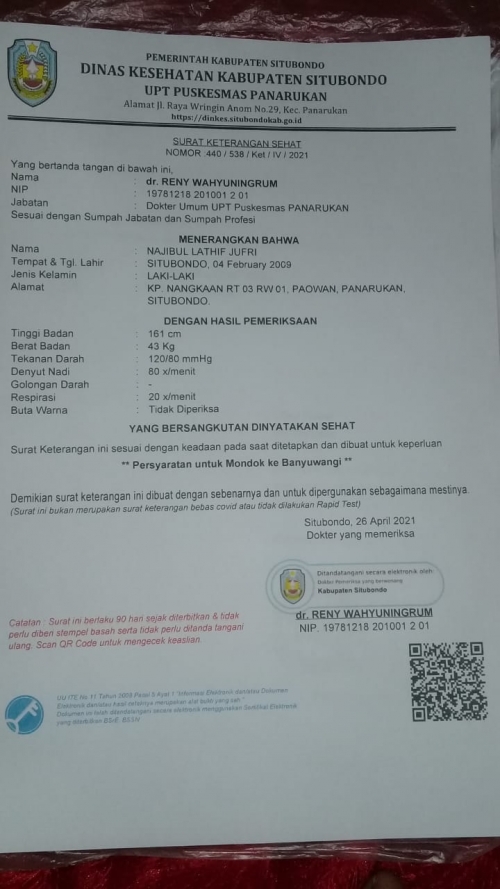 PEMERINTAH KABUPATEN SITUBONDO
DINAS KESEHATAN KABUPATEN SITUBONDO
UPT PUSKESMAS PANARUKAN
Alamat Jl. Raya Wringin Anom No.29, Kec. Panarukan
https://dinkes.situbondokab.go.id
SURAT KETERANGAN SEHAT
NOMOR :440 / 538 / Ket / IV / 2021
Yang bertanda tangan di bawah ini,
Nama : dr. RENY WAHYUNINGRUM
NIP : 19781218 201001 2 01
Jabatan : Dokter Umum UPT Puskesmas PANARUKAN
Sesuai dengan Sumpah Jabatan dan Sumpah Profesi
MENERANGKAN BAHWA
Nama : NAJIBUL LATHIF JUFRI
Tempat & Tgl. Lahir : SITUBONDO, 04 February 2009
Jenis Kelamin : LAKI-LAKI
Alamat : KP. NANGKAAN RT 03 RW 01, PAOWAN, PANARUKAN,
SITUBONDO.
DENGAN HASIL PEMERIKSAAN
Tinggi Badan : 161 cm
Berat Badan : 43 Kg
Tekanan Darah : 120/80 mmHg
Denyut Nadi : 80 x/menit
Golongan Darah : -
Respirasi : 20 x/menit
Buta Warna : Tidak Diperiksa
YANG BERSANGKUTAN DINYATAKAN SEHAT
Surat Keterangan ini sesuai dengan keadaan pada saat ditetapkan dan dibuat untuk keperluan
** Persyaratan untuk Mondok ke Banyuwangi **
Demikian surat keterangan ini dibuat dengan sebenarnya dan untuk dipergunakan sebagaimana mestinya.
(Surat ini bukan merupakan surat keterangan bebas covid atau tidak dilakukan Rapid Test)
Situbondo, 26 April 2021
Dokter yang memeriksa
Ditandatangani secara elektronik oleh:
Dokter Pemeriksa yang berwenang
Kabupaten Situbondo
dr. RENY WAHYUNINGRUM
NIP. 19781218 201001 2 01
Catatan : Surat ini berlaku 90 hari sejak diterbitkan & tidak
perlu diberi stempel basah serta tidak perlu ditanda tangani
ulang. Scan QR Code untuk mengecek keaslian.
UU ITE No 11 Tahun 2008 Pasal 5 Ayat 1 "Informasi Elektronik dan/atau Dokumen
Elektronik dan/atau hasil cetaknya merupakan alat bukti yang sah."
Dokumen ini telah ditandatangani secara elektronik menggunakan Sertifikat Elektronik
yang diterbitkan BSrE